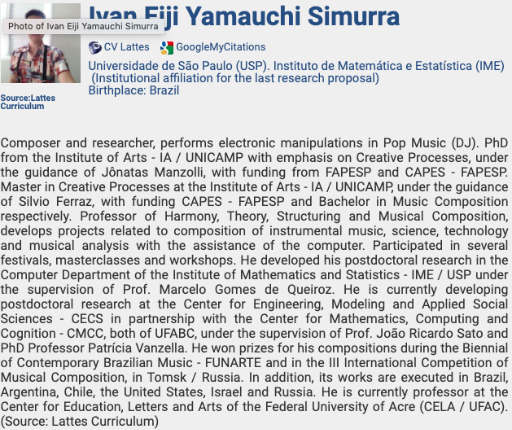 Ivan Eiji Yamauchi Simurra
Photo of Ivan Eiji Yamauchi Simurra
CV Lattes GoogleMyCitations
Universidade de São Paulo (USP). Instituto de Matemática e Estatística (IME)
(Institutional affiliation for the last research proposal)
Birthplace: Brazil
Source:Lattes
Curriculum
Composer and researcher, performs electronic manipulations in Pop Music (DJ). PhD
from the Institute of Arts - IA / UNICAMP with emphasis on Creative Processes, under
the guidance of Jônatas Manzolli, with funding from FAPESP and CAPES - FAPESP.
Master in Creative Processes at the Institute of Arts - IA / UNICAMP, under the guidance
of Silvio Ferraz, with funding CAPES - FAPESP and Bachelor in Music Composition
respectively. Professor of Harmony, Theory, Structuring and Musical Composition,
develops projects related to composition of instrumental music, science, technology
and musical analysis with the assistance of the computer. Participated in several
festivals, masterclasses and workshops. He developed his postdoctoral research in the
Computer Department of the Institute of Mathematics and Statistics - IME / USP under
the supervision of Prof. Marcelo Gomes de Queiroz. He is currently developing
postdoctoral research at the Center for Engineering, Modeling and Applied Social
Sciences - CECS in partnership with the Center for Mathematics, Computing and
Cognition - CMCC, both of UFABC, under the supervision of Prof. João Ricardo Sato and
PhD Professor Patrícia Vanzella. He won prizes for his compositions during the Biennial
of Contemporary Brazilian Music - FUNARTE and in the III International Competition of
Musical Composition, in Tomsk / Russia. In addition, its works are executed in Brazil,
Argentina, Chile, the United States, Israel and Russia. He is currently professor at the
Center for Education, Letters and Arts of the Federal University of Acre (CELA / UFAC).
(Source: Lattes Curriculum)